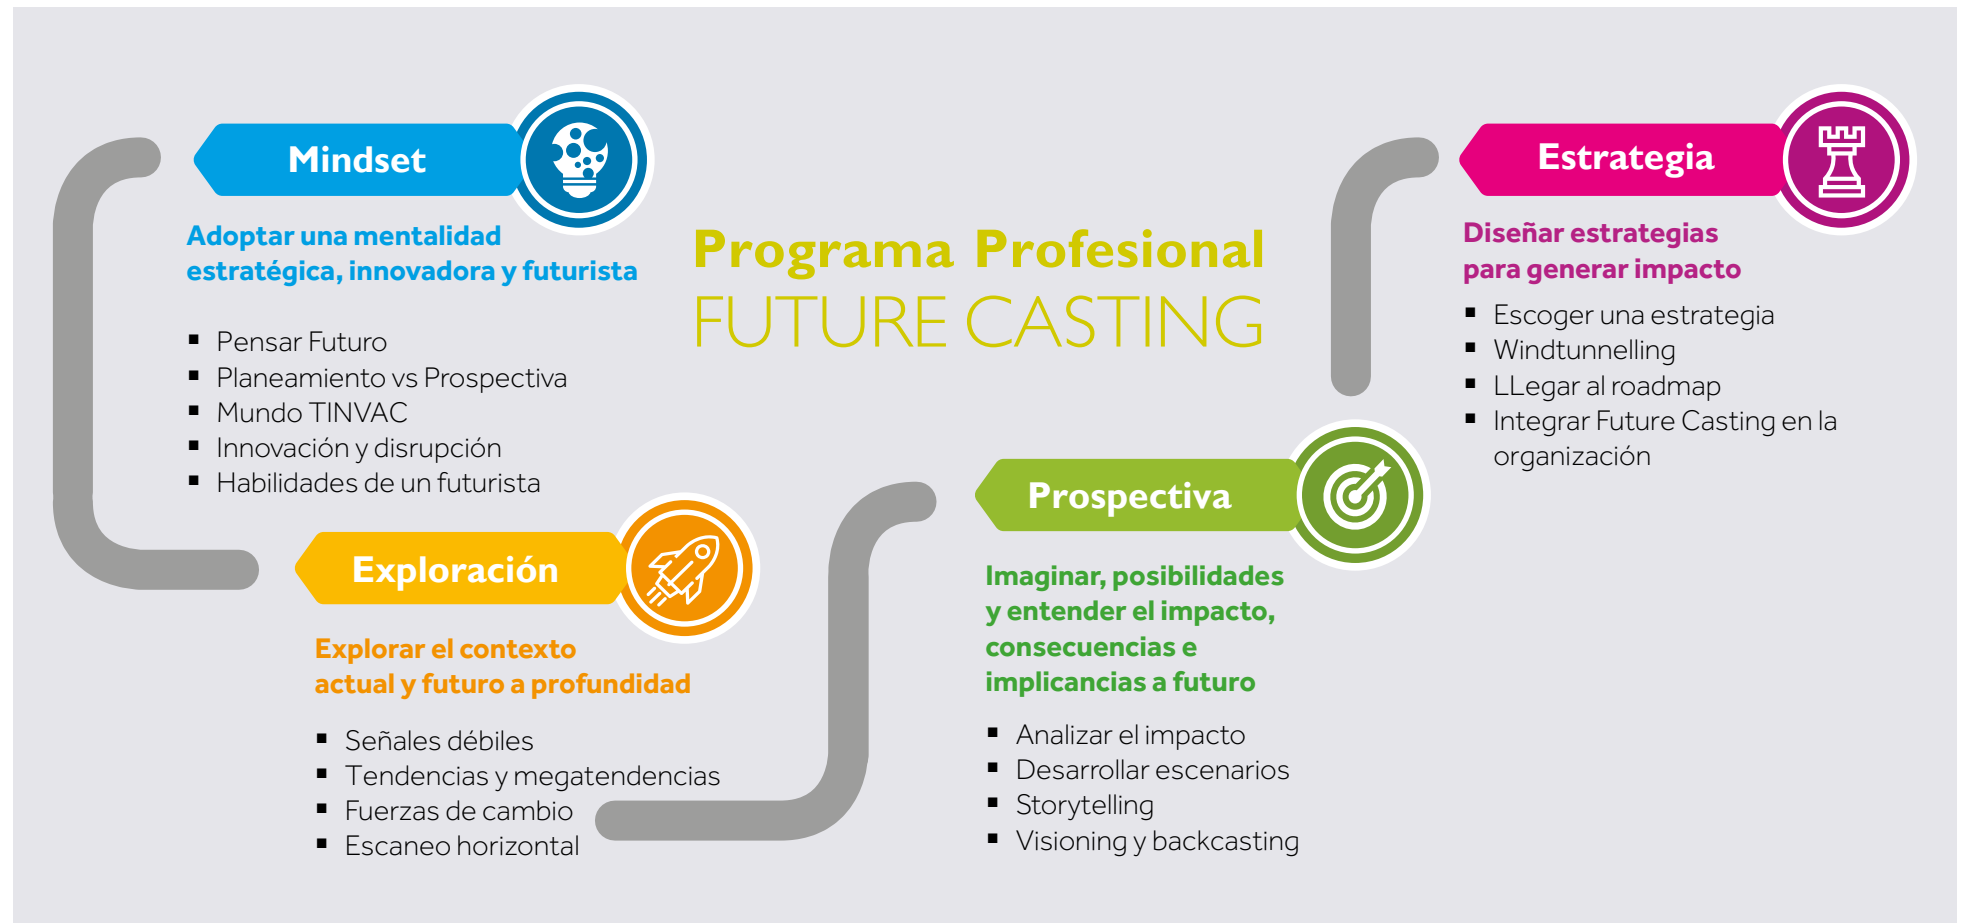 Programa Profesional
FUTURE CASTING
Mindset
Adoptar una mentalidad
estratégica, innovadora y futurista
▪ Pensar Futuro
▪ Planeamiento vs Prospectiva
▪ Mundo TINVAC
▪ Innovación y disrupción
▪ Habilidades de un futurista
Exploración
Explorar el contexto
actual y futuro a profundidad
▪ Señales débiles
▪ Tendencias y megatendencias
▪ Fuerzas de cambio
▪ Escaneo horizontal
Prospectiva
Imaginar, posibilidades
y entender el impacto,
consecuencias e
implicancias a futuro
▪ Analizar el impacto
▪ Desarrollar escenarios
▪ Storytelling
▪ Visioning y backcasting
Estrategia
Diseñar estrategias
para generar impacto
▪ Escoger una estrategia
▪ Windtunnelling
▪ LLegar al roadmap
▪ Integrar Future Casting en la
organización